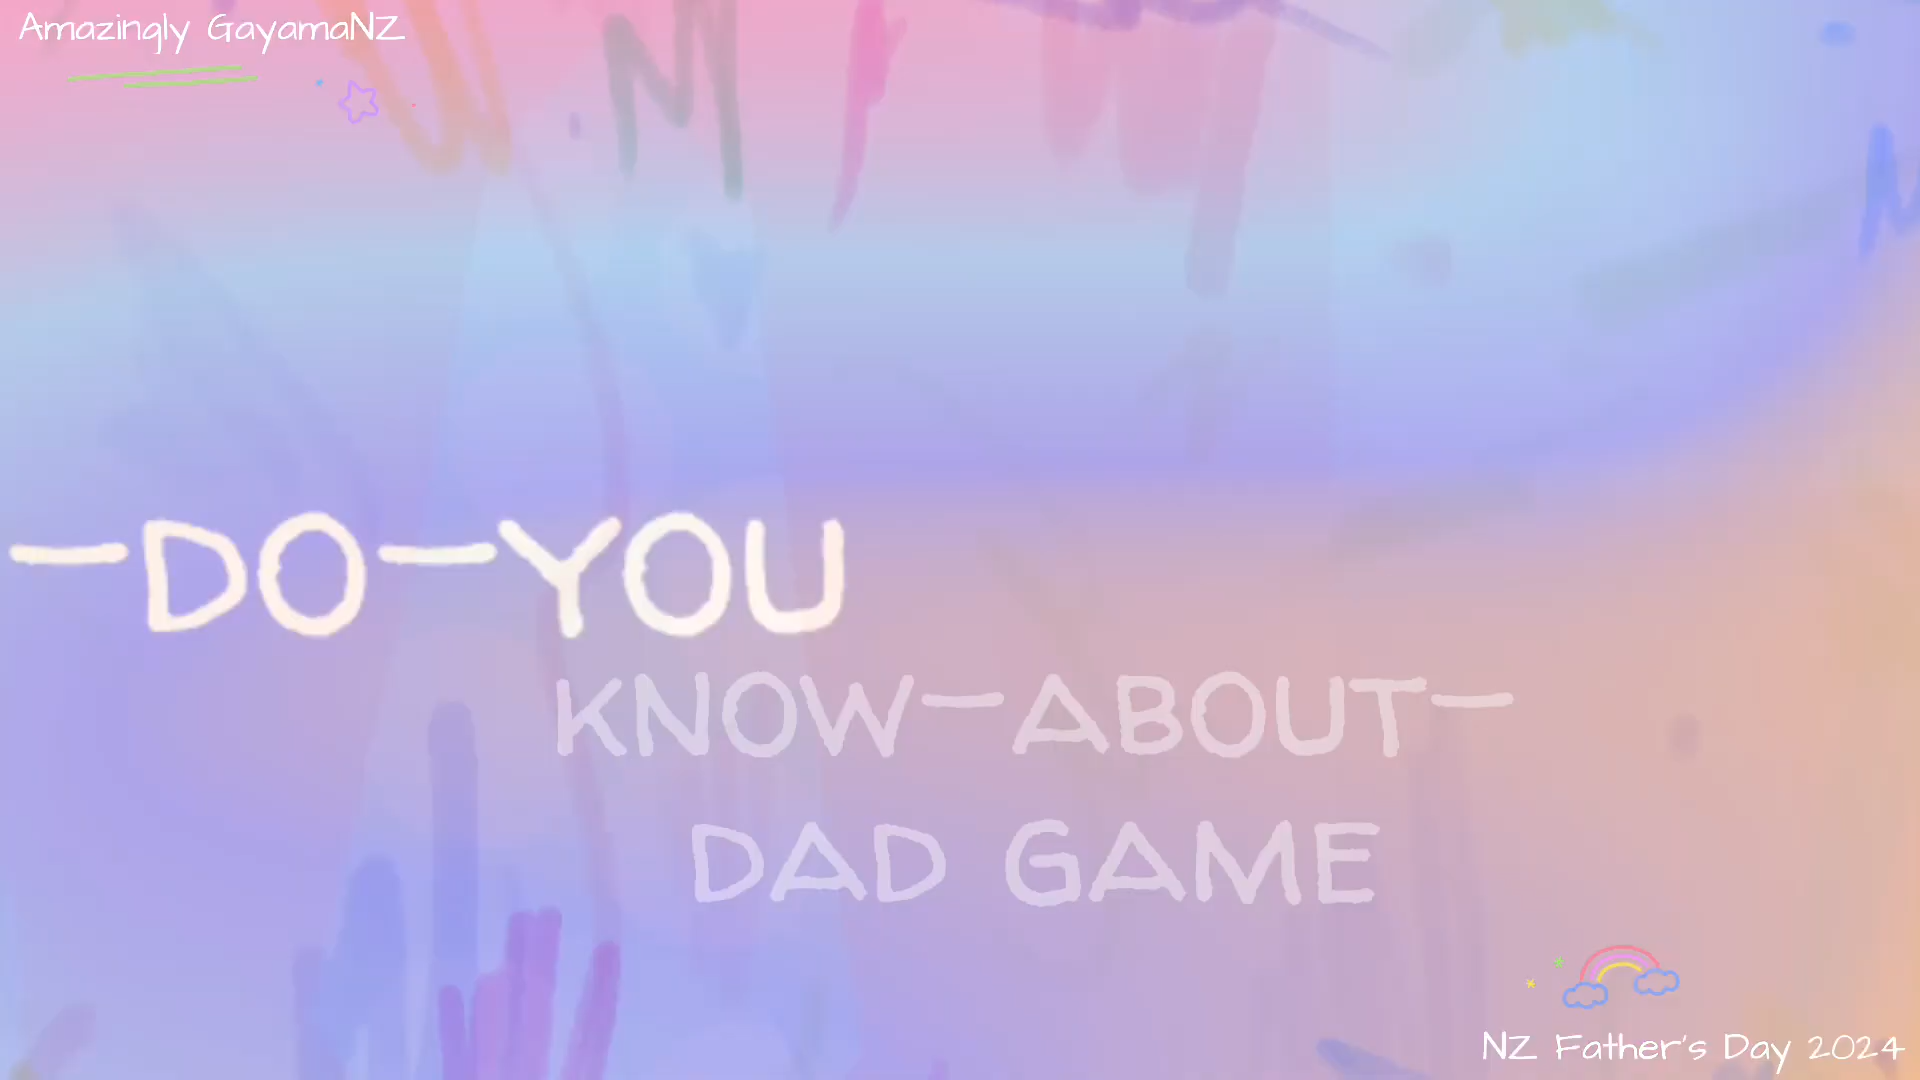 Amazingly GayamaNZ
-DO-YOU
KNOW-ABOUT-
DAD GAME
NZ Father's Day 2024